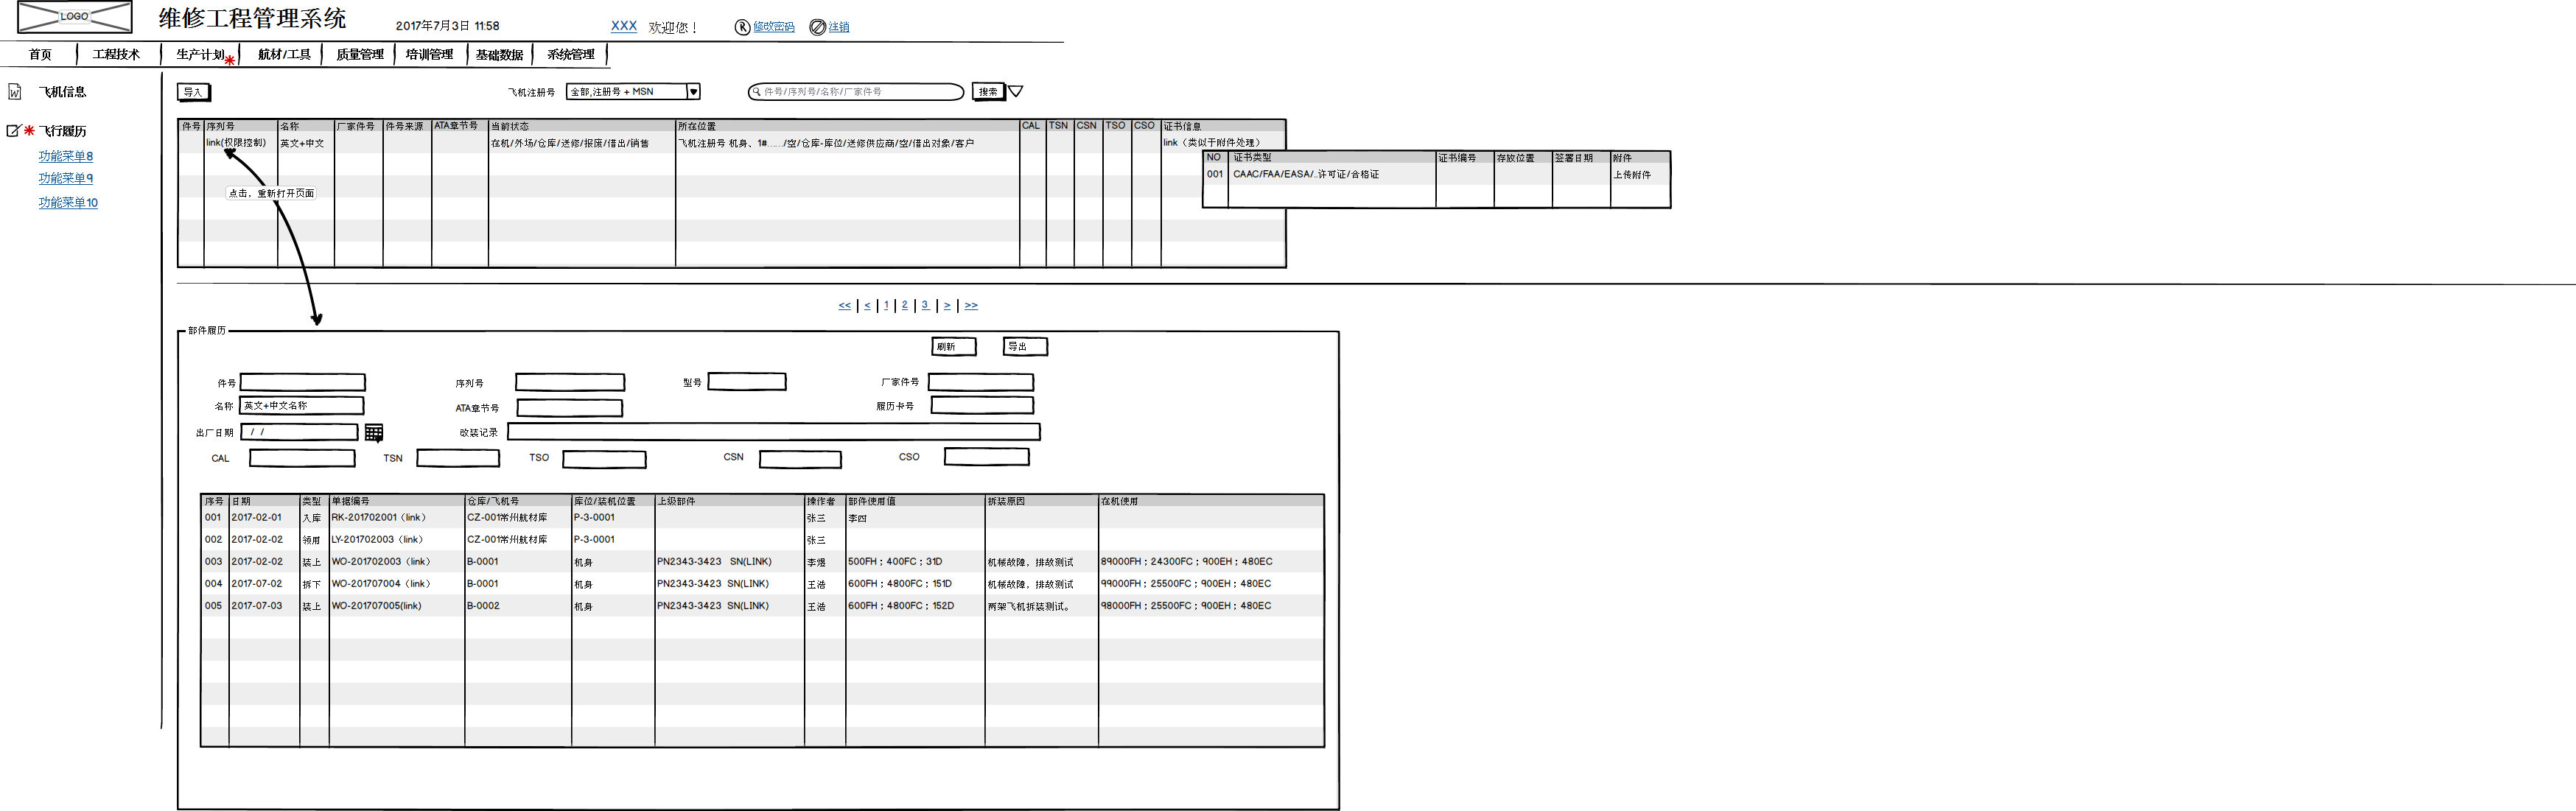 LOGO 维修工程管理系统 2017年7月3日 11:58 XXX 欢迎您！ 修改密码 注销
首页 工程技术 生产计划 航材/工具 质量管理 培训管理 基础数据 系统管理
飞机信息
飞行履历
功能菜单8
功能菜单9
功能菜单10
导入 飞机注册号 全部,注册号 + MSN 件号/序列号/名称/厂家件号 搜索
件号 序列号 名称 厂家件号 件号来源 ATA章节号 当前状态 所在位置 CAL TSN CSN TSO CSO 证书信息
link(权限控制) 英文+中文 在机/外场/仓库/送修/报废/借出/销售 飞机注册号 机身、1#....../空/仓库-库位/送修供应商/空/借出对象/客户 link（类似于附件处理）
NO 证书类型 证书编号 存放位置 签署日期 附件
001 CAAC/FAA/EASA/..许可证/合格证 上传附件
点击，重新打开页面
<< | < | 1 | 2 | 3 | > | >>
部件履历
刷新 导出
件号 序列号 型号 厂家件号
名称 英文+中文名称 ATA章节号 履历卡号
出厂日期 / / 改装记录
CAL TSN TSO CSN CSO
序号 日期 类型 单据编号 仓库/飞机号 库位/装机位置 上级部件 操作者 部件使用值 拆装原因 在机使用
001 2017-02-01 入库 RK-201702001（link） CZ-001常州航材库 P-3-0001 张三 李四
002 2017-02-02 领用 LY-201702003（link） CZ-001常州航材库 P-3-0001 张三
003 2017-02-02 装上 WO-201702003（link） B-0001 机身 PN2343-3423 SN(LINK) 李煜 500FH；400FC；31D 机械故障，排故测试 89000FH；24300FC；900EH；480EC
004 2017-07-02 拆下 WO-201707004（link） B-0001 机身 PN2343-3423 SN(LINK) 王浩 600FH；4800FC；151D 机械故障，排故测试 99000FH；25500FC；900EH；480EC
005 2017-07-03 装上 WO-201707005(link) B-0002 机身 PN2343-3423 SN(LINK) 王浩 600FH；4800FC；152D 两架飞机拆装测试。 98000FH；25500FC；900EH；480EC